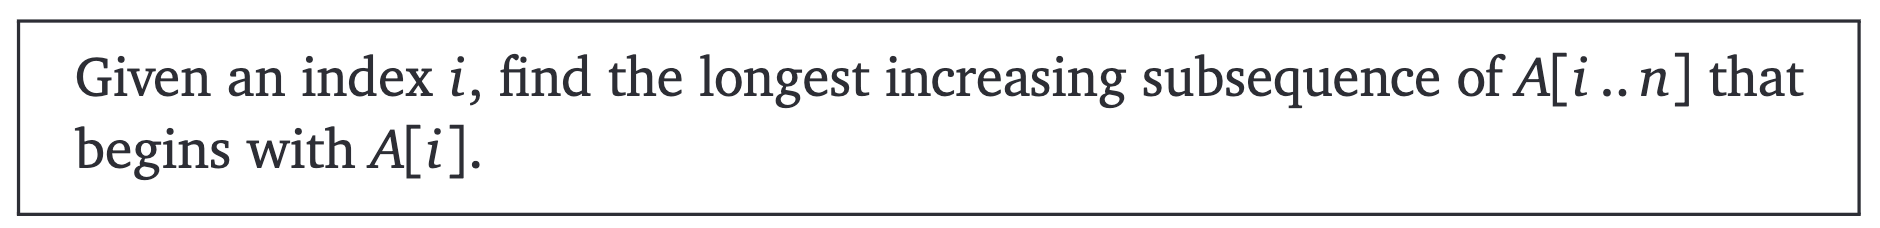 Given an index i, find the longest increasing subsequence of A[i .. n] that
begins with A[i].